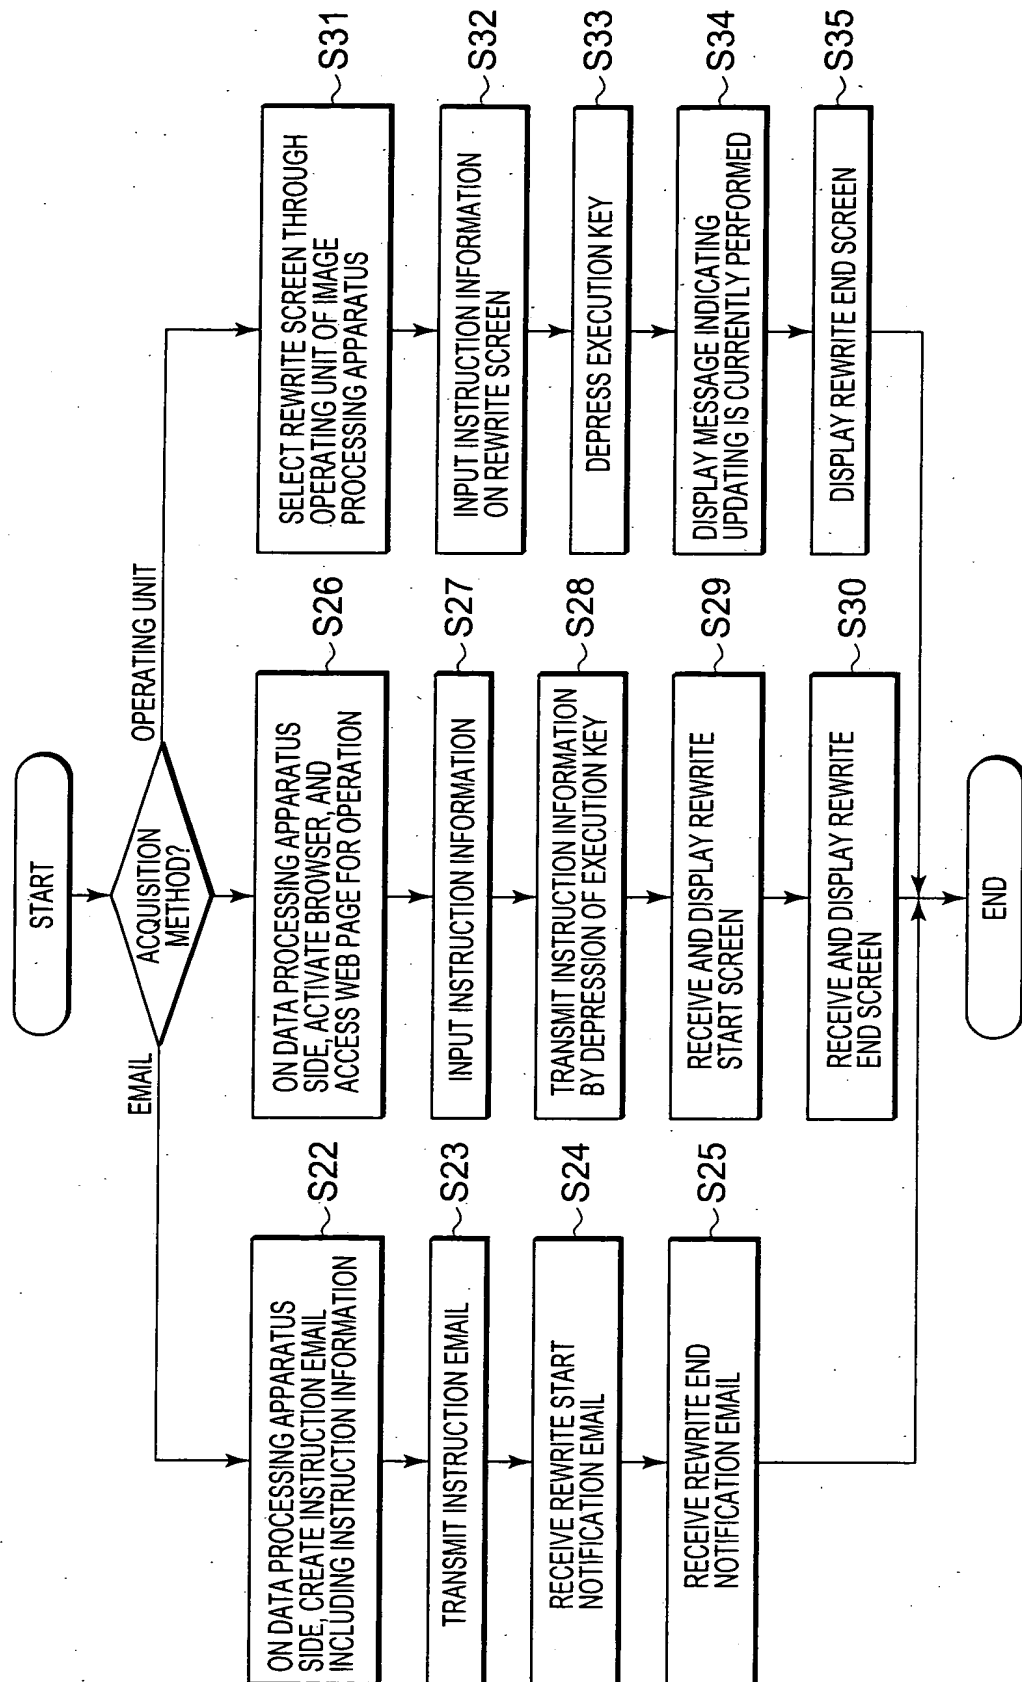 START
ACQUISITION
METHOD?
EMAIL
OPERATING UNIT
ON DATA PROCESSING APPARATUS
SIDE, CREATE INSTRUCTION EMAIL
INCLUDING INSTRUCTION INFORMATION
S22
TRANSMIT INSTRUCTION EMAIL
S23
RECEIVE REWRITE START
NOTIFICATION EMAIL
S24
RECEIVE REWRITE END
NOTIFICATION EMAIL
S25
ON DATA PROCESSING APPARATUS
SIDE, ACTIVATE BROWSER, AND
ACCESS WEB PAGE FOR OPERATION
S26
INPUT INSTRUCTION INFORMATION
S27
TRANSMIT INSTRUCTION INFORMATION
BY DEPRESSION OF EXECUTION KEY
S28
RECEIVE AND DISPLAY REWRITE
START SCREEN
S29
RECEIVE AND DISPLAY REWRITE
END SCREEN
S30
SELECT REWRITE SCREEN THROUGH
OPERATING UNIT OF IMAGE
PROCESSING APPARATUS
S31
INPUT INSTRUCTION INFORMATION
ON REWRITE SCREEN
S32
DEPRESS EXECUTION KEY
S33
DISPLAY MESSAGE INDICATING
UPDATING IS CURRENTLY PERFORMED
S34
DISPLAY REWRITE END SCREEN
S35
END